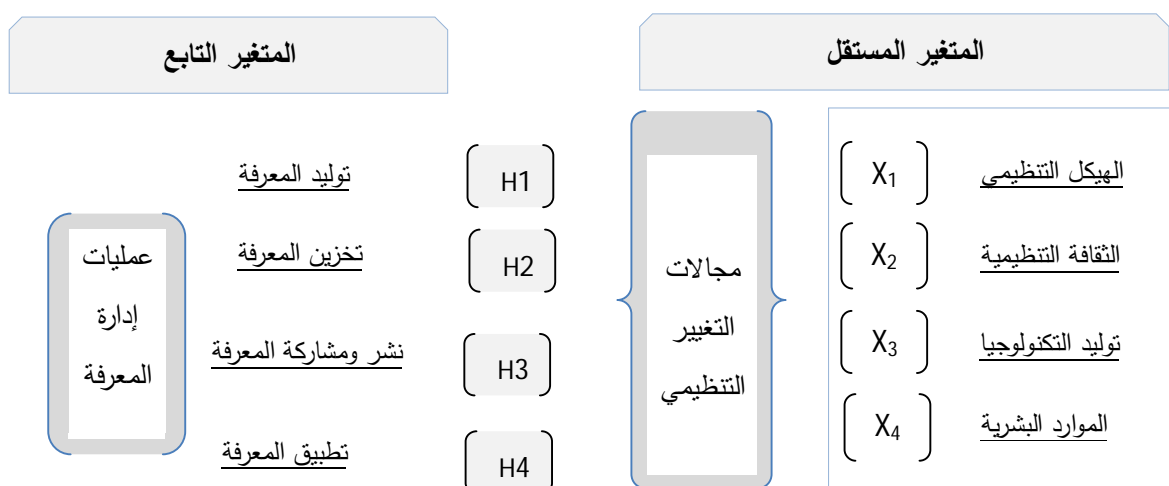 المتغير المستقل
المتغير التابع
الهيكل التنظيمي
X1
الثقافة التنظيمية
X2
توليد التكنولوجيا
X3
الموارد البشرية
X4
مجالات
التغيير
التنظيمي
H1
توليد المعرفة
H2
تخزين المعرفة
H3
نشر ومشاركة المعرفة
H4
تطبيق المعرفة
عمليات
إدارة
المعرفة